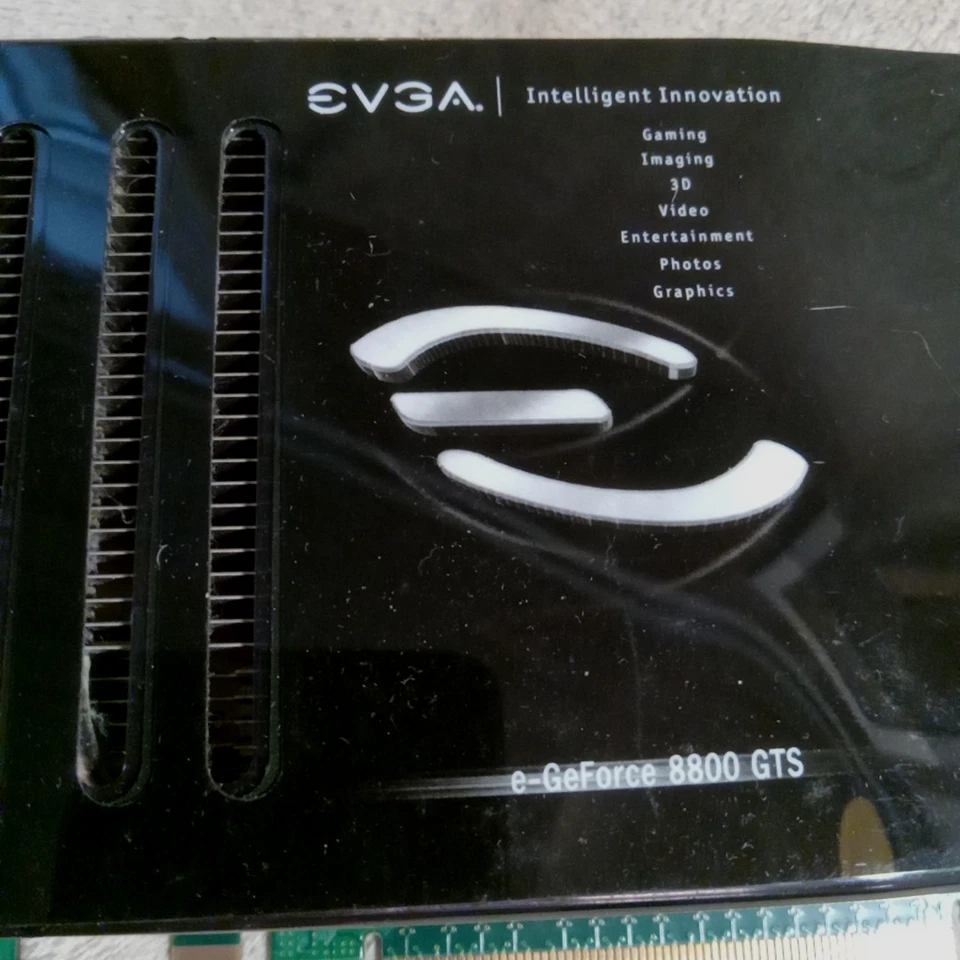 EVGA. | Intelligent Innovation
Gaming
Imaging
3D
Video
Entertainment
Photos
Graphics
e-GeForce 8800 GTS